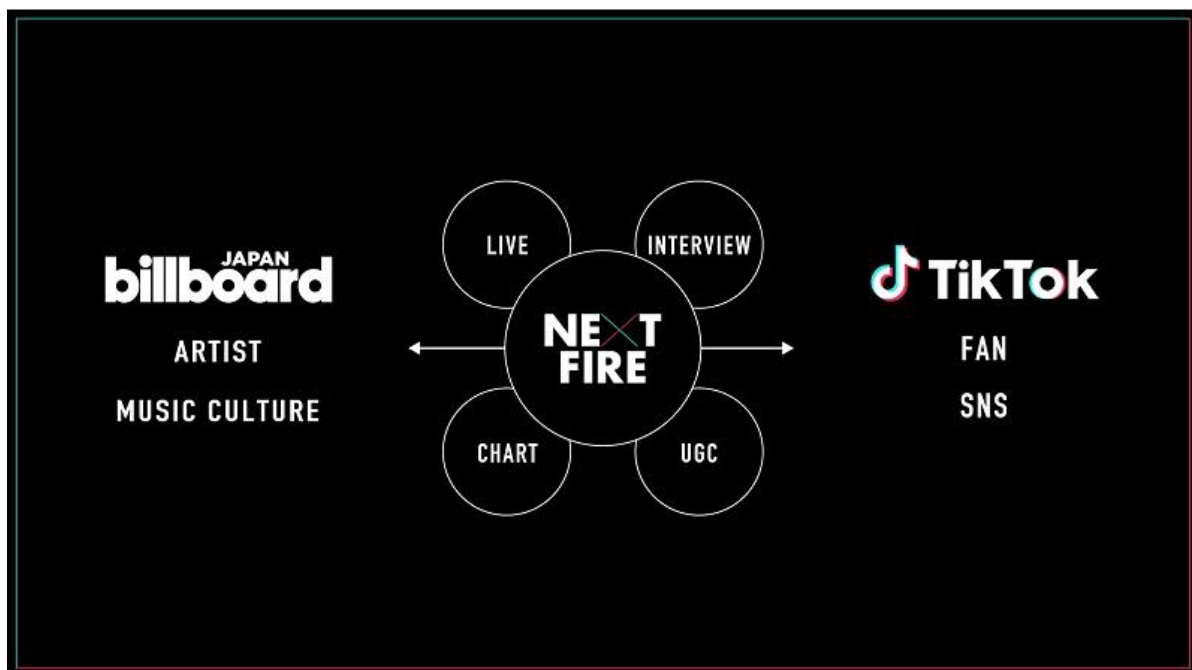 JAPAN
billboard
ARTIST
MUSIC CULTURE
LIVE
INTERVIEW
NEXT
FIRE
CHART
UGC
TikTok
FAN
SNS